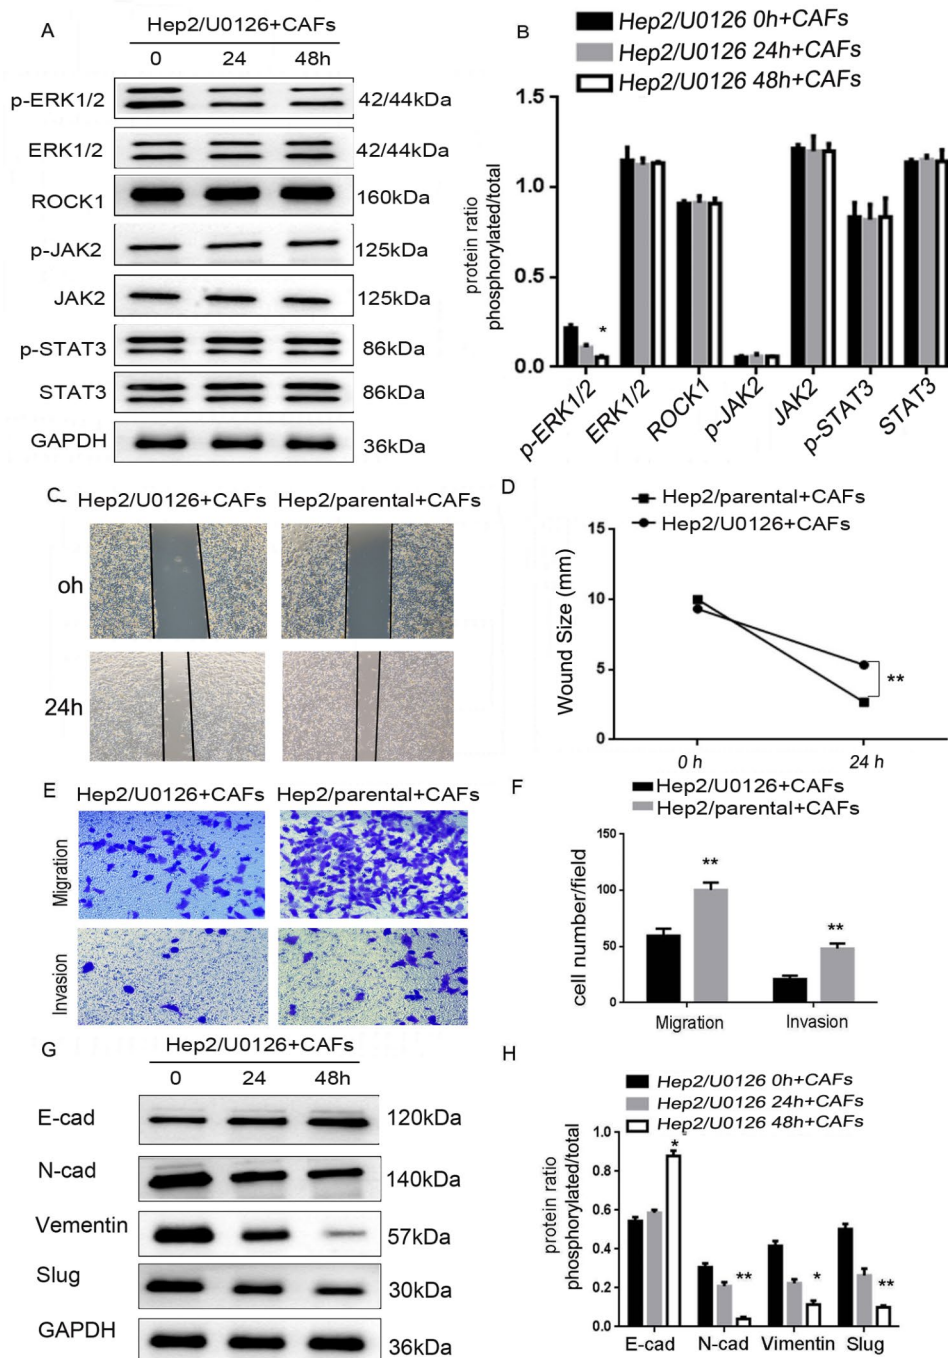 A
Hep2/U0126+CAFs
0 24 48h
p-ERK1/2 42/44kDa
ERK1/2 42/44kDa
ROCK1 160kDa
p-JAK2 125kDa
JAK2 125kDa
p-STAT3 86kDa
STAT3 86kDa
GAPDH 36kDa
B
Hep2/U0126 0h+CAFs
Hep2/U0126 24h+CAFs
Hep2/U0126 48h+CAFs
protein ratio
phosphorylated/total
1.5
1.0
0.5
0.0
*
p-ERK1/2 ERK1/2 ROCK1 p-JAK2 JAK2 p-STAT3 STAT3
C
Hep2/U0126+CAFs Hep2/parental+CAFs
oh
24h
D
Hep2/parental+CAFs
Hep2/U0126+CAFs
Wound Size (mm)
15
10
5
0
**
0 h 24 h
E
Hep2/U0126+CAFs Hep2/parental+CAFs
Migration
Invasion
F
Hep2/U0126+CAFs
Hep2/parental+CAFs
cell number/field
150
100
50
0
** **
Migration Invasion
G
Hep2/U0126+CAFs
0 24 48h
E-cad 120kDa
N-cad 140kDa
Vementin 57kDa
Slug 30kDa
GAPDH 36kDa
H
Hep2/U0126 0h+CAFs
Hep2/U0126 24h+CAFs
Hep2/U0126 48h+CAFs
protein ratio
phosphorylated/total
1.0
0.8
0.6
0.4
0.2
0.0
* ** * **
E-cad N-cad Vimentin Slug